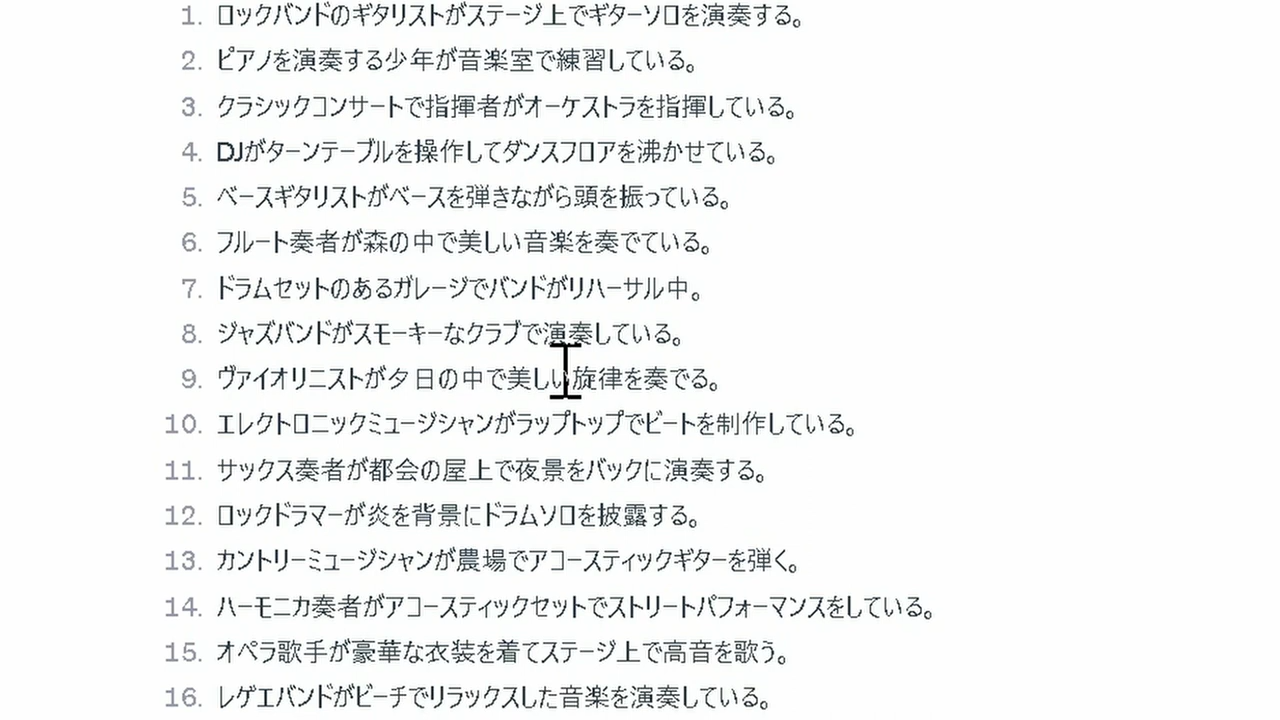 1. ロックバンドのギタリストがステージ上でギターソロを演奏する。
2. ピアノを演奏する少年が音楽室で練習している。
3. クラシックコンサートで指揮者がオーケストラを指揮している。
4. DJがターンテーブルを操作してダンスフロアを沸かせている。
5. ベースギタリストがベースを弾きながら頭を振っている。
6. フルート奏者が森の中で美しい音楽を奏でている。
7. ドラムセットのあるガレージでバンドがリハーサル中。
8. ジャズバンドがスモーキーなクラブで演奏している。
9. ヴァイオリニストが夕日の中で美しい旋律を奏でる。
10. エレクトロニックミュージシャンがラップトップでビートを制作している。
11. サックス奏者が都会の屋上で夜景をバックに演奏する。
12. ロックドラマーが炎を背景にドラムソロを披露する。
13. カントリーミュージシャンが農場でアコースティックギターを弾く。
14. ハーモニカ奏者がアコースティックセットでストリートパフォーマンスをしている。
15. オペラ歌手が豪華な衣装を着てステージ上で高音を歌う。
16. レゲエバンドがビーチでリラックスした音楽を演奏している。